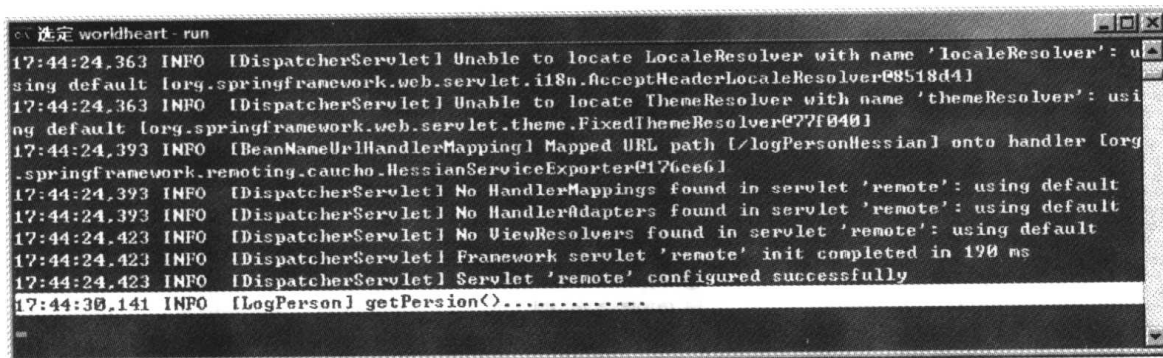 选定 worldheart - run
17:44:24,363 INFO [DispatcherServlet] Unable to locate LocaleResolver with name 'localeResolver': u
sing default [org.springframework.web.servlet.i18n.AcceptHeaderLocaleResolver@8518d4]
17:44:24,363 INFO [DispatcherServlet] Unable to locate ThemeResolver with name 'themeResolver': usi
ng default [org.springframework.web.servlet.theme.FixedThemeResolver@77f040]
17:44:24,393 INFO [BeanNameUrlHandlerMapping] Mapped URL path [/logPersonHessian] onto handler [org
.springframework.remoting.caucho.HessianServiceExporter@176ee6]
17:44:24,393 INFO [DispatcherServlet] No HandlerMappings found in servlet 'remote': using default
17:44:24,393 INFO [DispatcherServlet] No HandlerAdapters found in servlet 'remote': using default
17:44:24,423 INFO [DispatcherServlet] No ViewResolvers found in servlet 'remote': using default
17:44:24,423 INFO [DispatcherServlet] Framework servlet 'remote' init completed in 190 ms
17:44:24,423 INFO [DispatcherServlet] Servlet 'remote' configured successfully
17:44:30,141 INFO [LogPerson] getPersion().............